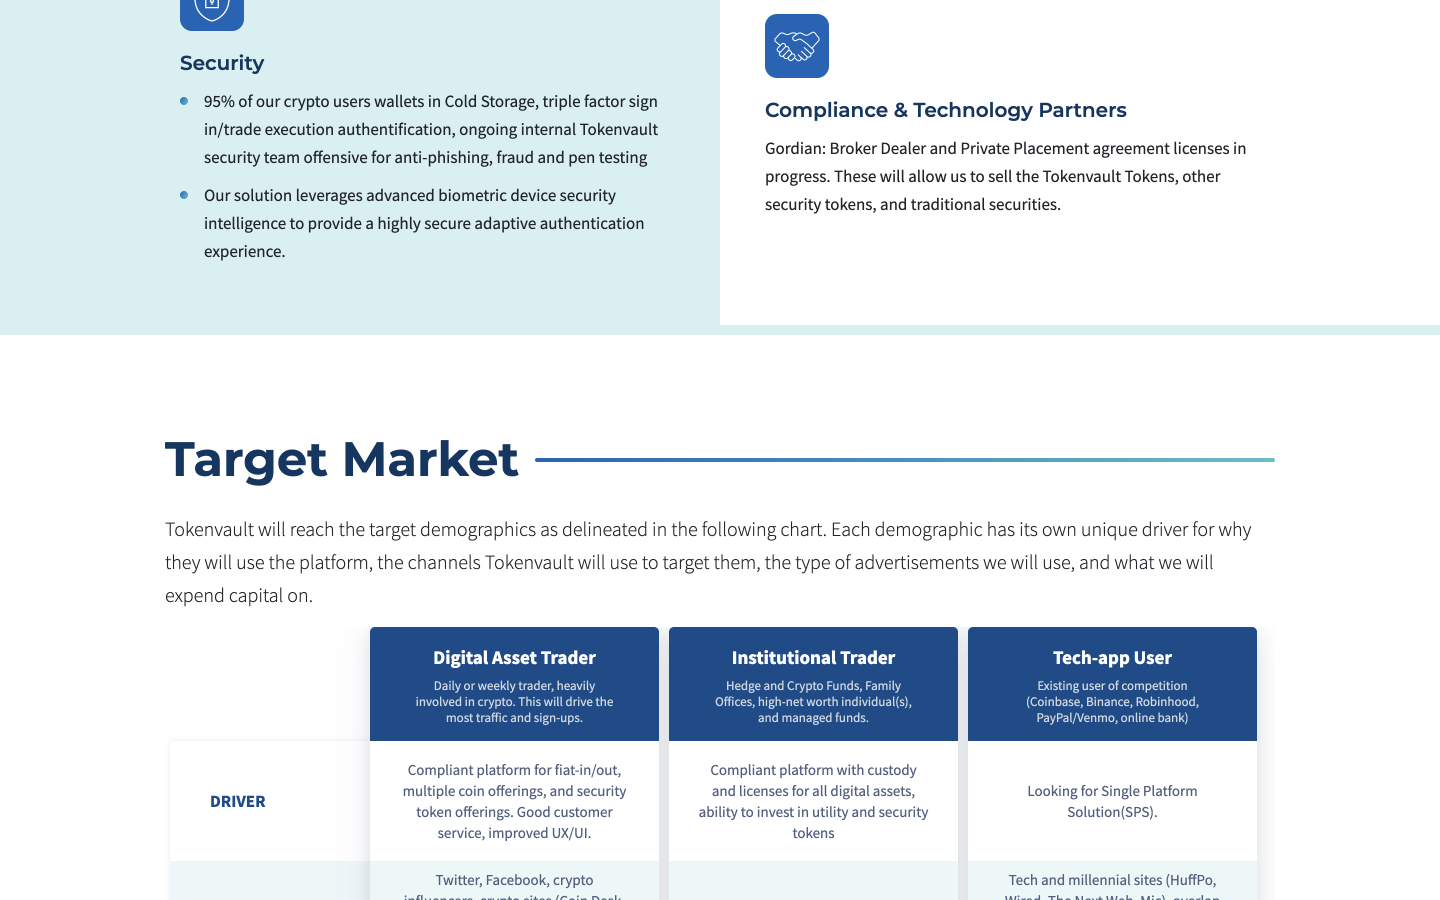 Security
95% of our crypto users wallets in Cold Storage, triple factor sign
in/trade execution authentification, ongoing internal Tokenvault
security team offensive for anti-phishing, fraud and pen testing
Our solution leverages advanced biometric device security
intelligence to provide a highly secure adaptive authentication
experience.
Compliance & Technology Partners
Gordian: Broker Dealer and Private Placement agreement licenses in
progress. These will allow us to sell the Tokenvault Tokens, other
security tokens, and traditional securities.
Target Market
Tokenvault will reach the target demographics as delineated in the following chart. Each demographic has its own unique driver for why
they will use the platform, the channels Tokenvault will use to target them, the type of advertisements we will use, and what we will
expend capital on.
Digital Asset Trader
Daily or weekly trader, heavily
involved in crypto. This will drive the
most traffic and sign-ups.
Institutional Trader
Hedge and Crypto Funds, Family
Offices, high-net worth individual(s),
and managed funds.
Tech-app User
Existing user of competition
(Coinbase, Binance, Robinhood,
PayPal/Venmo, online bank)
DRIVER
Compliant platform for fiat-in/out,
multiple coin offerings, and security
token offerings. Good customer
service, improved UX/UI.
Compliant platform with custody
and licenses for all digital assets,
ability to invest in utility and security
tokens
Looking for Single Platform
Solution(SPS).
Twitter, Facebook, crypto
influencers, crypto sites (Coin Desk,
Tech and millennial sites (HuffPo,
Wired, The Next Web, Mic), overlap